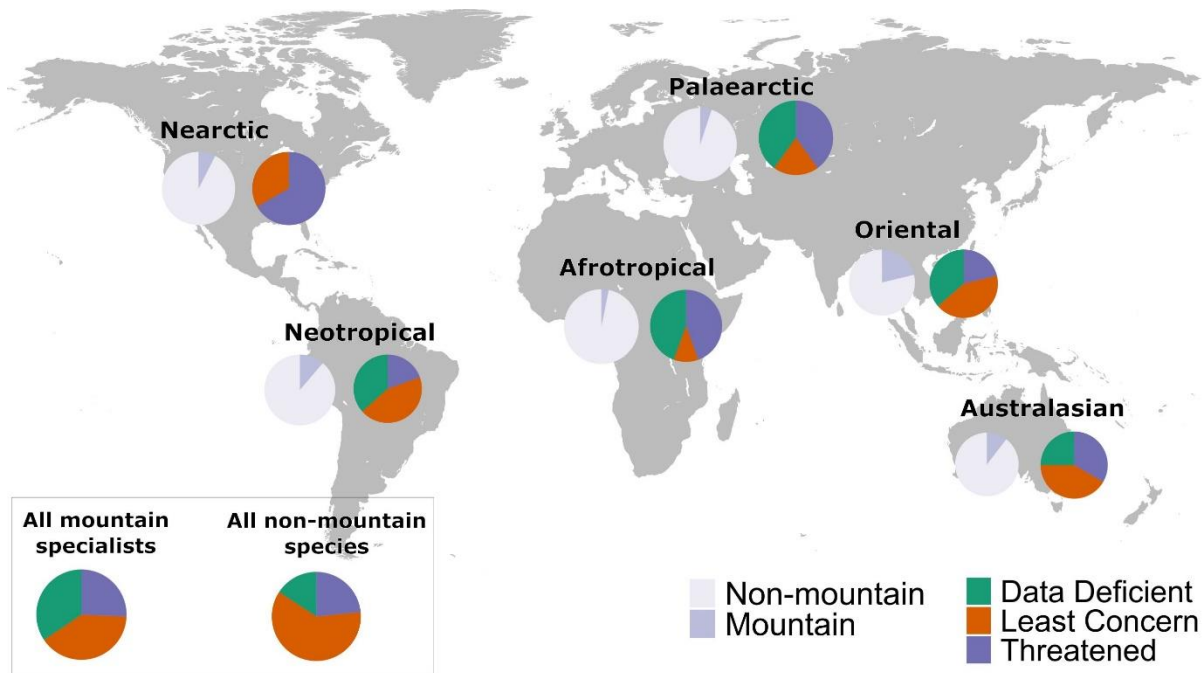 Palaearctic
Nearctic
Oriental
Afrotropical
Neotropical
Australasian
All mountain
specialists
All non-mountain
species
Non-mountain
Mountain
Data Deficient
Least Concern
Threatened